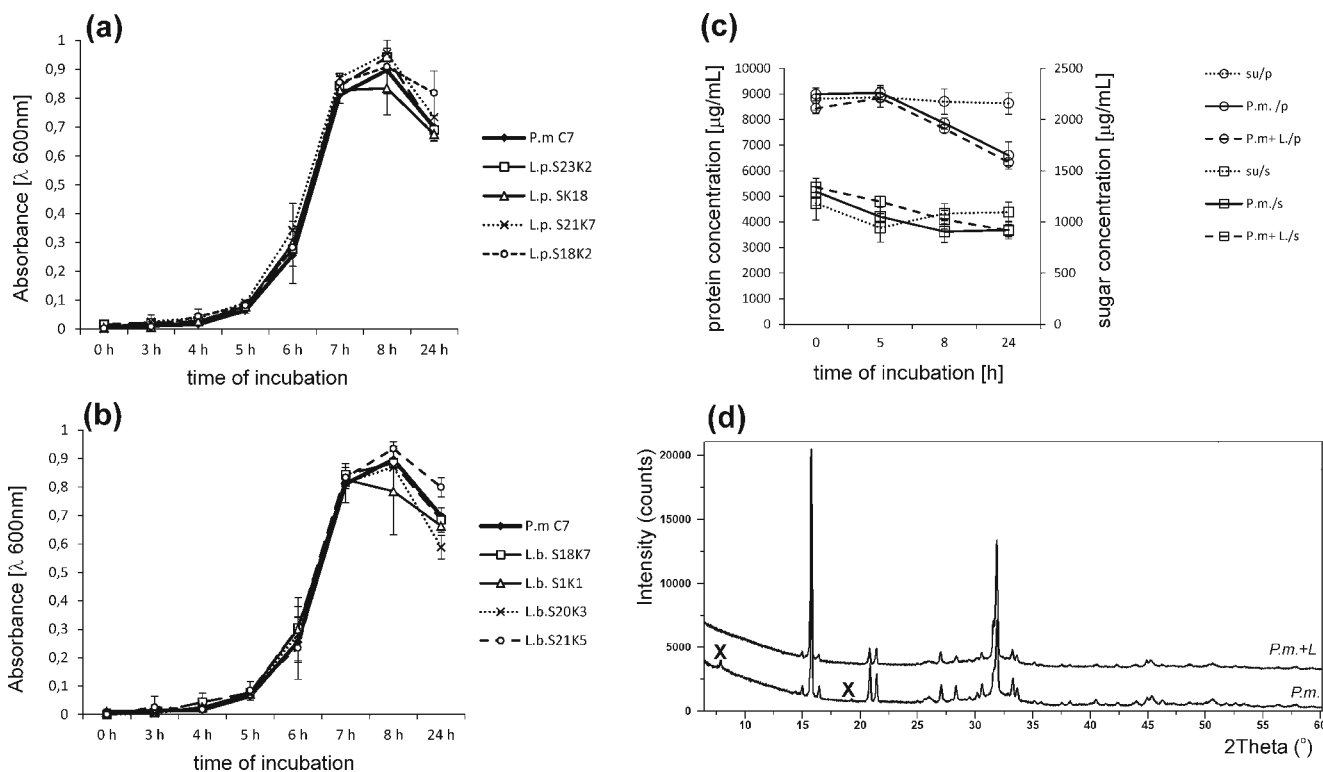 (a)
Absorbance [λ 600nm]
1
0,9
0,8
0,7
0,6
0,5
0,4
0,3
0,2
0,1
0
0 h 3 h 4 h 5 h 6 h 7 h 8 h 24 h
time of incubation
P.m C7
L.p.S23K2
L.p. SK18
L.p. S21K7
L.p.S18K2
(b)
Absorbance [λ 600nm]
1
0,9
0,8
0,7
0,6
0,5
0,4
0,3
0,2
0,1
0
0 h 3 h 4 h 5 h 6 h 7 h 8 h 24 h
time of incubation
P.m C7
L.b. S18K7
L.b. S1K1
L.b.S20K3
L.b.S21K5
(c)
protein concentration [µg/mL]
10000
9000
8000
7000
6000
5000
4000
3000
2000
1000
0
2500
2000
1500
1000
500
0
sugar concentration [µg/mL]
0 5 8 24
time of incubation [h]
su/p
P.m. /p
P.m+ L./p
su/s
P.m./s
P.m+ L./s
(d)
Intensity (counts)
20000
15000
10000
5000
0
X
X
P.m.+L
P.m.
10 15 20 25 30 35 40 45 50 55 60
2Theta (°)